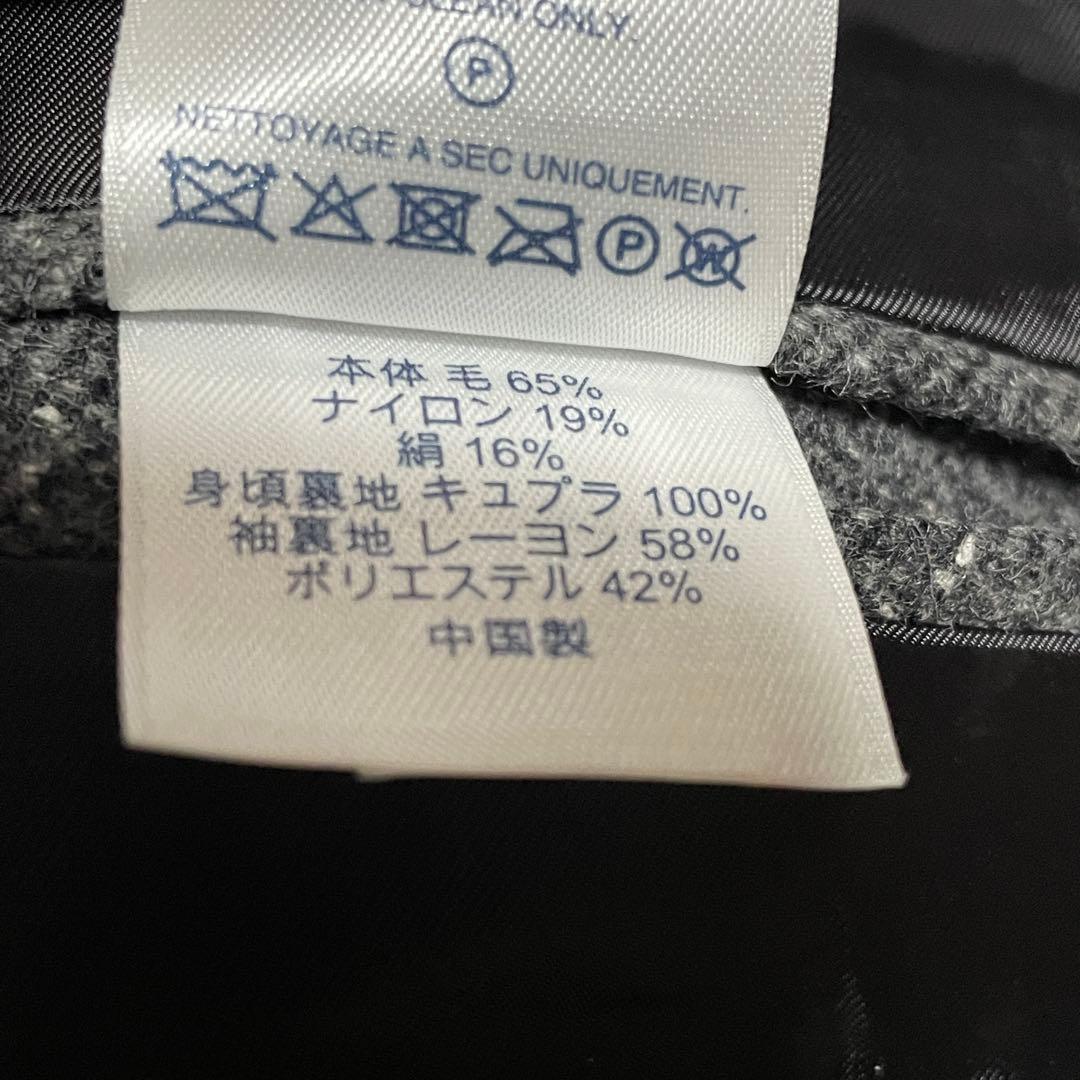 CLEAN ONLY.
P
NETTOYAGE A SEC UNIQUEMENT.
P W
本体 毛 65%
ナイロン 19%
絹 16%
身頃裏地 キュプラ 100%
袖裏地 レーヨン 58%
ポリエステル 42%
中国製